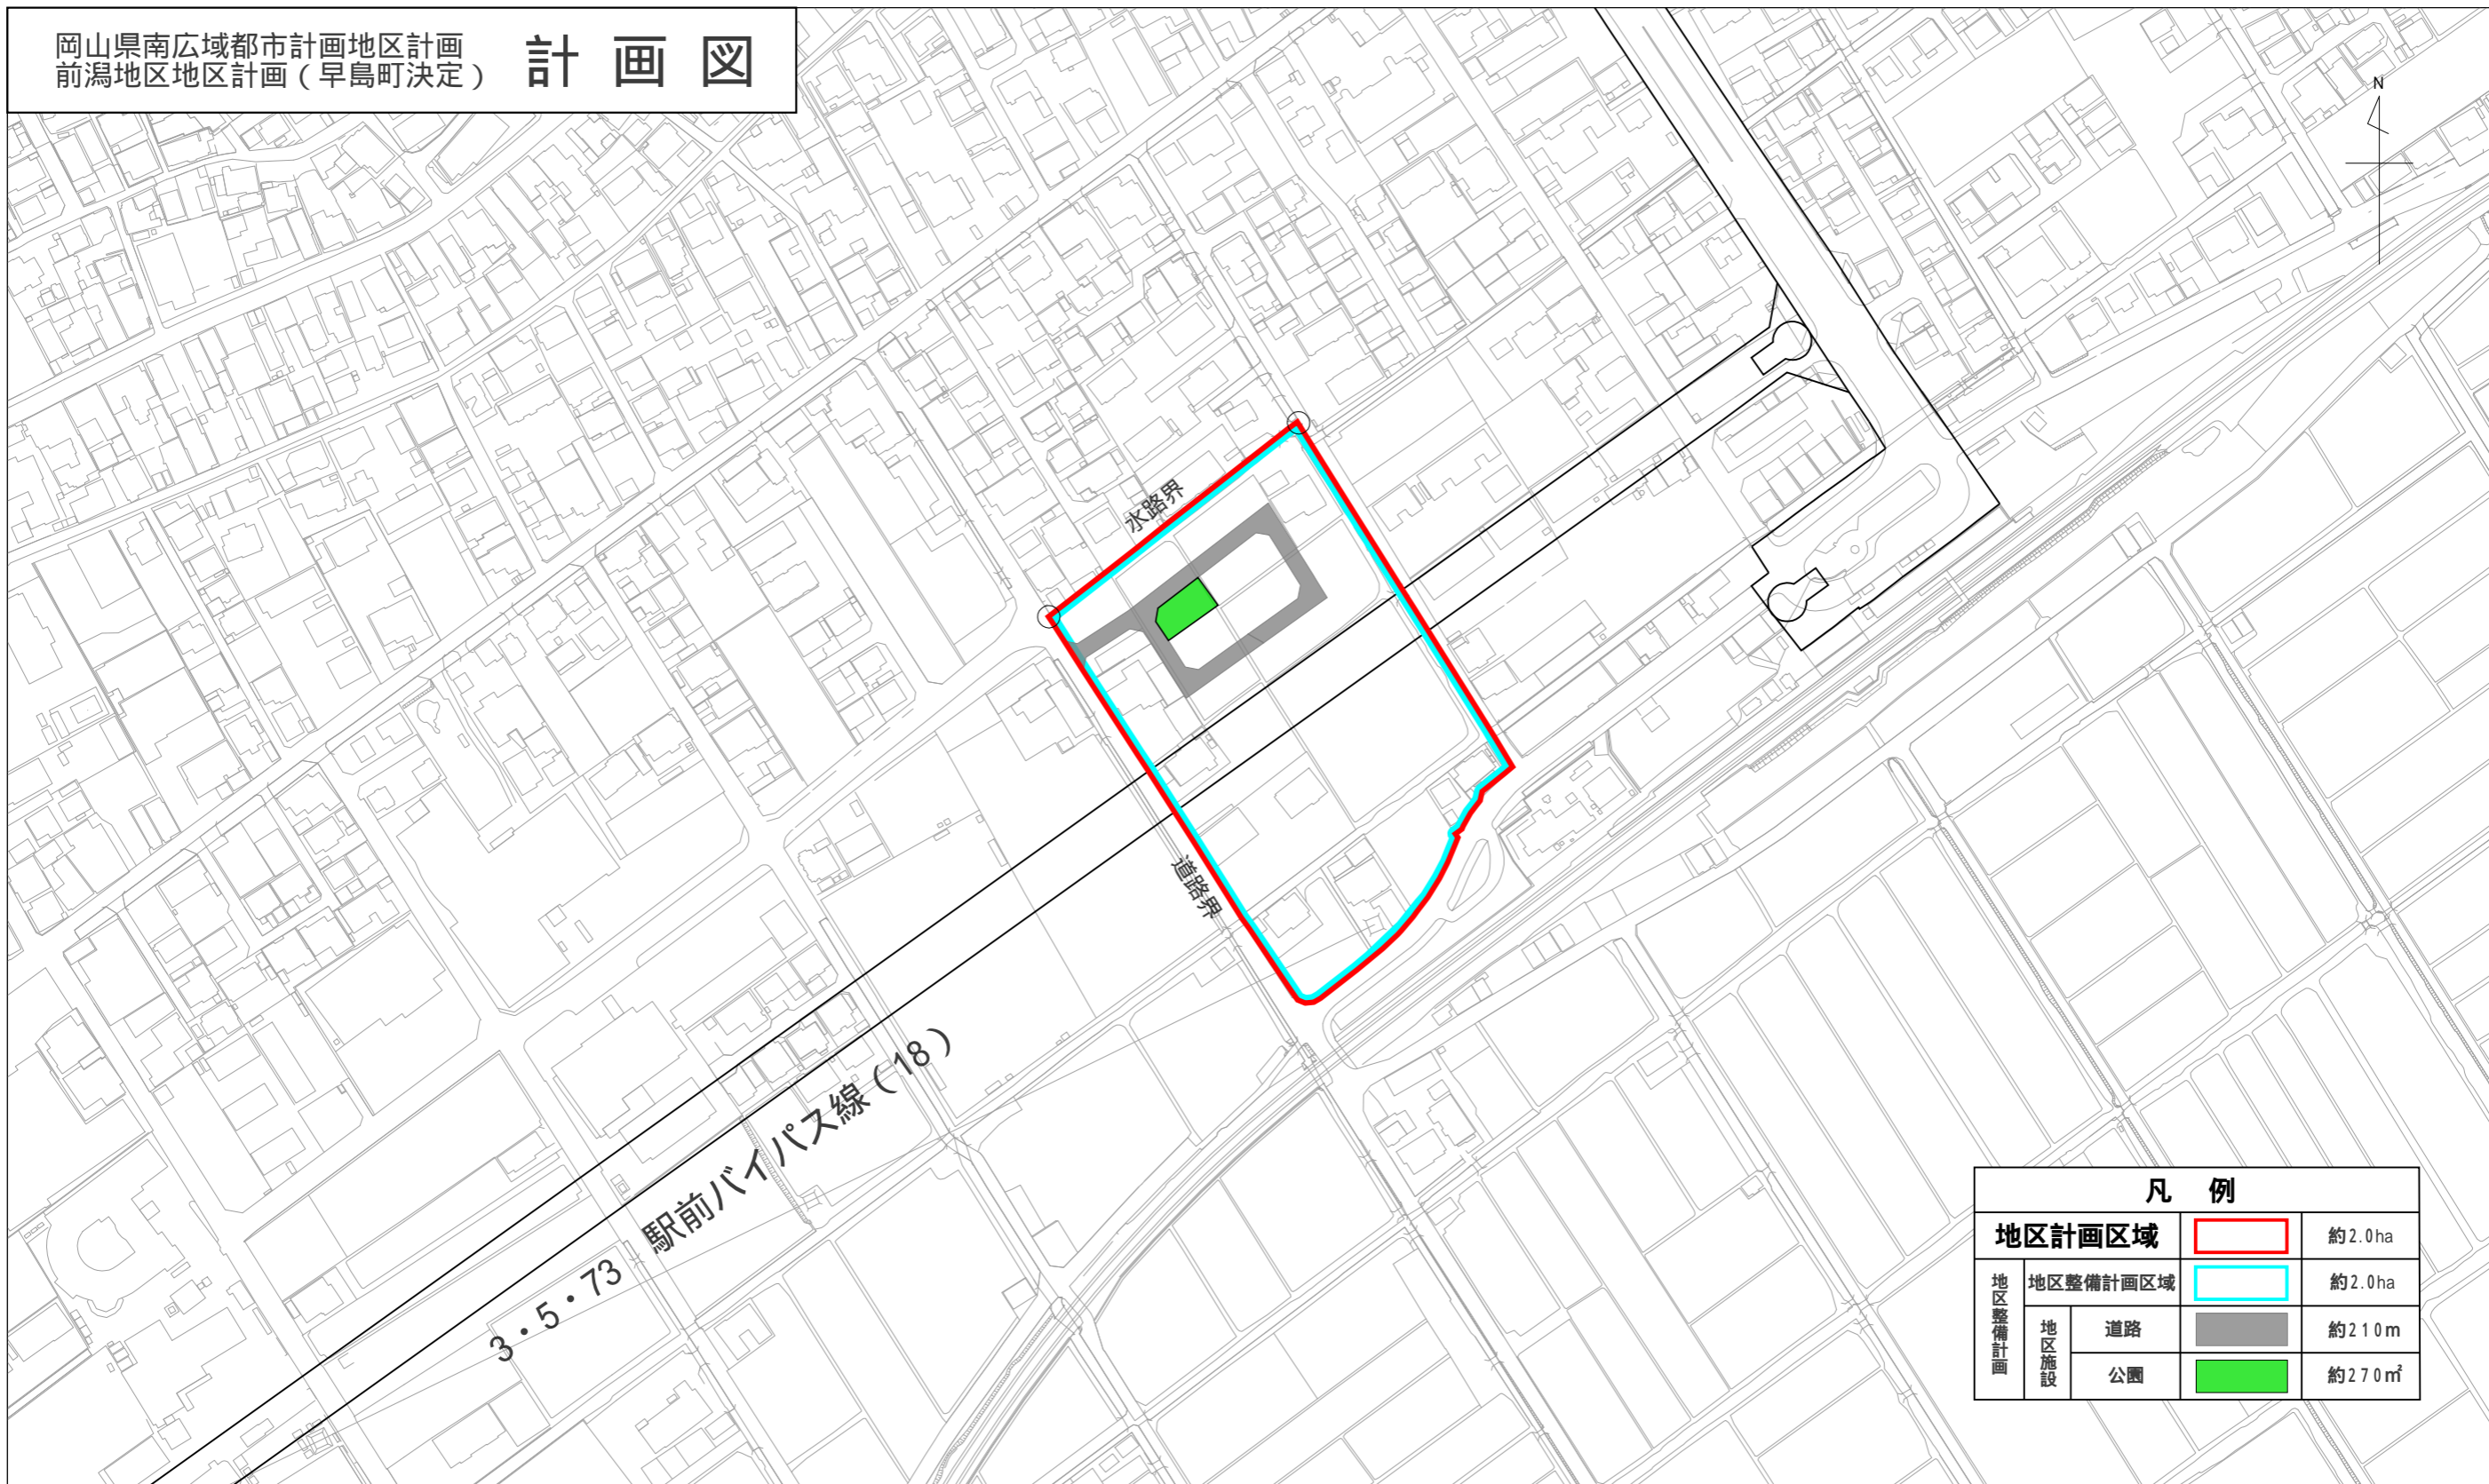 岡山県南広域都市計画地区計画
前潟地区地区計画（早島町決定）
計画図
N
水路界
道路界
3・5・73 駅前バイパス線（18）
凡 例
地区計画区域 約2.0ha
地区整備計画
地区整備計画区域 約2.0ha
地区施設
道路 約210m
公園 約270㎡